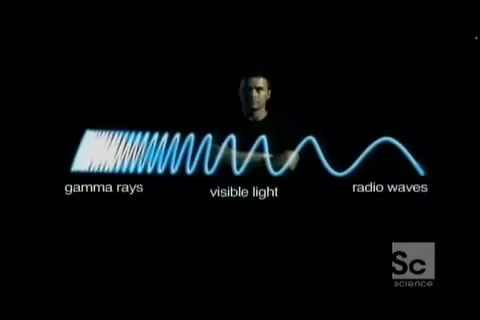 gamma rays
visible light
radio waves
Sc
science